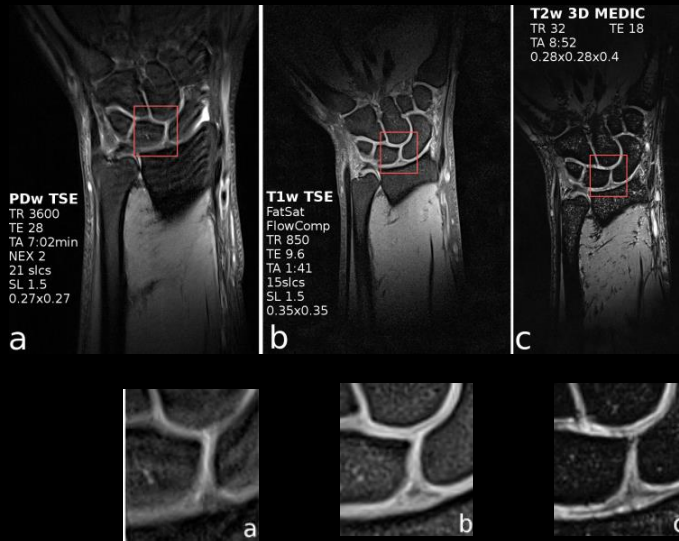 PDw TSE
TR 3600
TE 28
TA 7:02min
NEX 2
21 slcs
SL 1.5
0.27x0.27
a
T1w TSE
FatSat
FlowComp
TR 850
TE 9.6
TA 1:41
15slcs
SL 1.5
0.35x0.35
b
T2w 3D MEDIC
TR 32 TE 18
TA 8:52
0.28x0.28x0.4
c
a
b
c